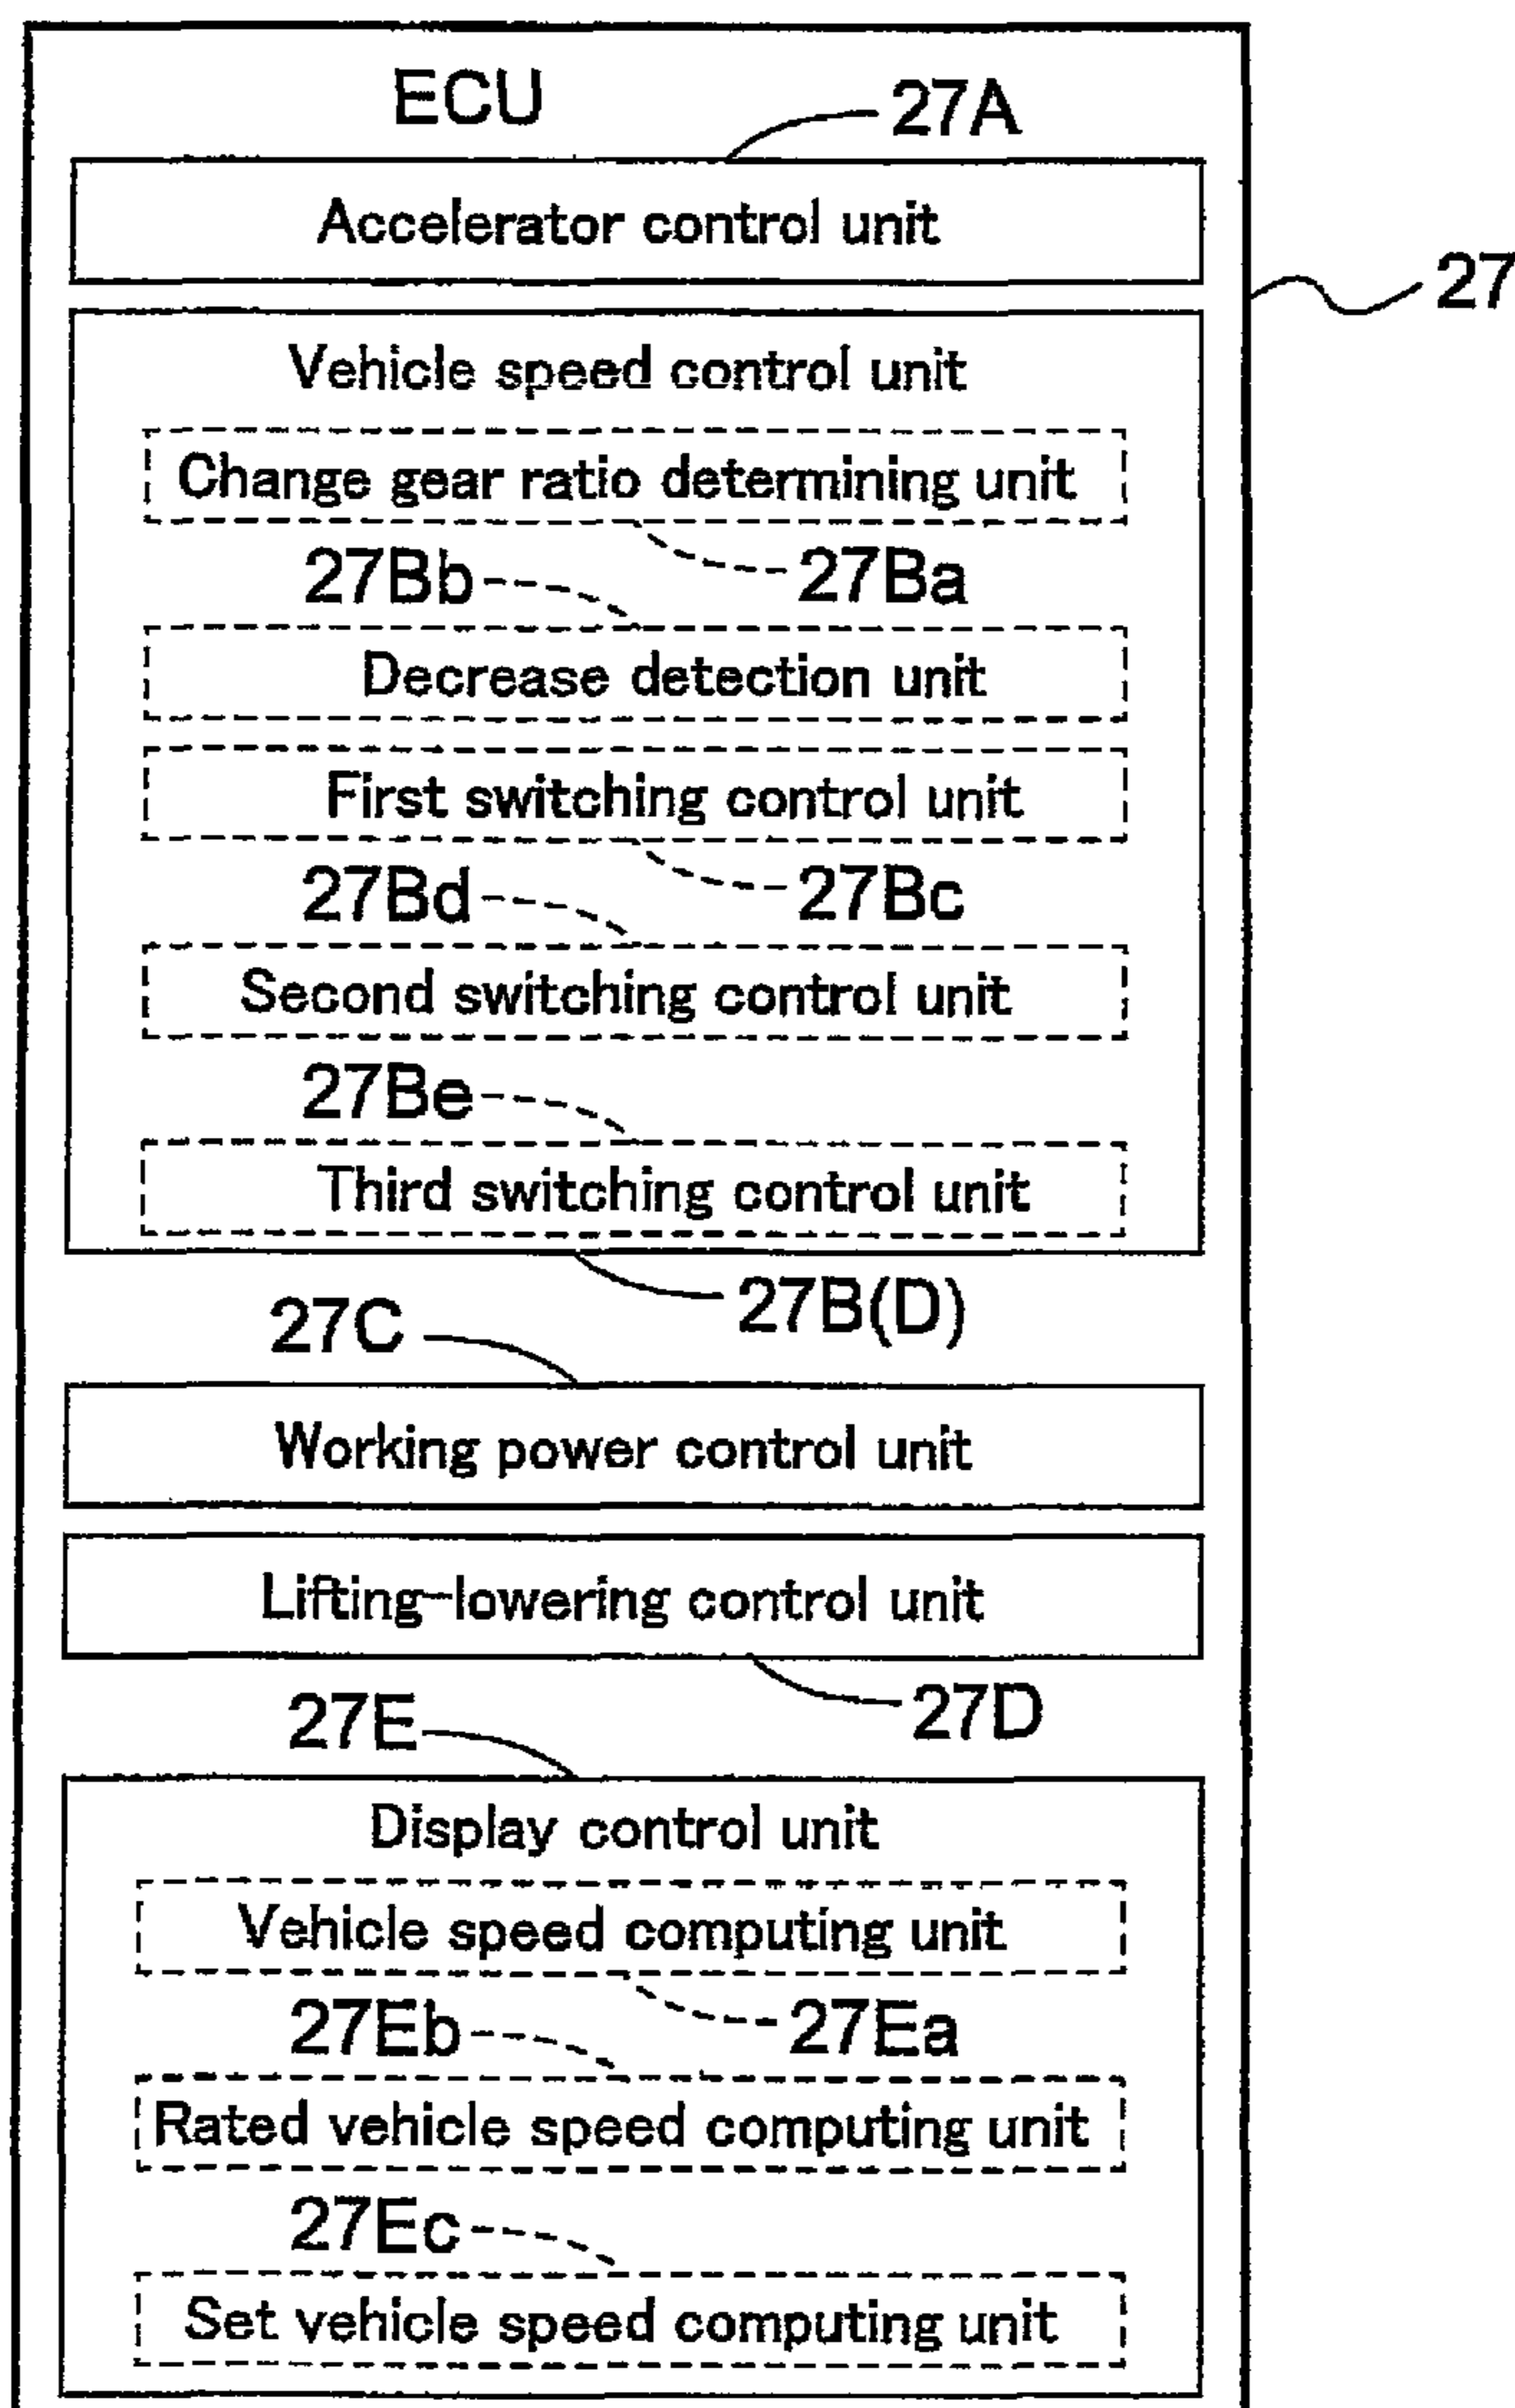 ECU
27A
Accelerator control unit
27
Vehicle speed control unit
Change gear ratio determining unit
27Bb
27Ba
Decrease detection unit
First switching control unit
27Bd
27Bc
Second switching control unit
27Be
Third switching control unit
27B(D)
27C
Working power control unit
Lifting-lowering control unit
27D
27E
Display control unit
Vehicle speed computing unit
27Eb
27Ea
Rated vehicle speed computing unit
27Ec
Set vehicle speed computing unit